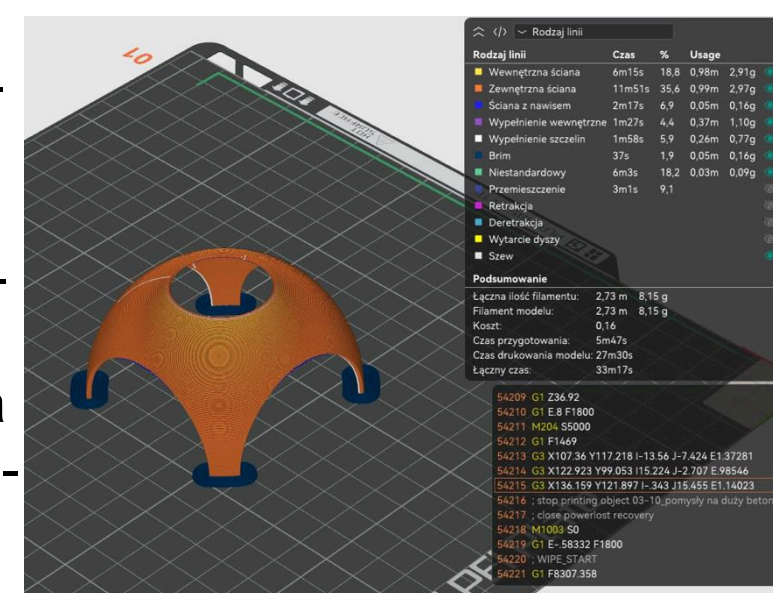 01
Rodzaj linii
Rodzaj linii Czas % Usage
Wewnętrzna ściana 6m15s 18,8 0,98m 2,91g
Zewnętrzna ściana 11m51s 35,6 0,99m 2,97g
Ściana z nawisem 2m17s 6,9 0,05m 0,16g
Wypełnienie wewnętrzne 1m27s 4,4 0,37m 1,10g
Wypełnienie szczelin 1m58s 5,9 0,26m 0,77g
Brim 37s 1,9 0,05m 0,16g
Niestandardowy 6m3s 18,2 0,03m 0,09g
Przemieszczenie 3m1s 9,1
Retrakcja
Deretrakcja
Wytarcie dyszy
Szew
Podsumowanie
Łączna ilość filamentu: 2,73 m 8,15 g
Filament modelu: 2,73 m 8,15 g
Koszt: 0,16
Czas przygotowania: 5m47s
Czas drukowania modelu: 27m30s
Łączny czas: 33m17s
54209 G1 Z36.92
54210 G1 E.8 F1800
54211 M204 S5000
54212 G1 F1469
54213 G3 X107.36 Y117.218 I-13.56 J-7.424 E1.37281
54214 G3 X122.923 Y99.053 I15.224 J-2.707 E.98546
54215 G3 X136.159 Y121.897 I-.343 J15.455 E1.14023
54216 ; stop printing object 03-10_pomysły na duży beton
54217 ; close powerlost recovery
54218 M1003 S0
54219 G1 E-.58332 F1800
54220 ; WIPE_START
54221 G1 F8307.358